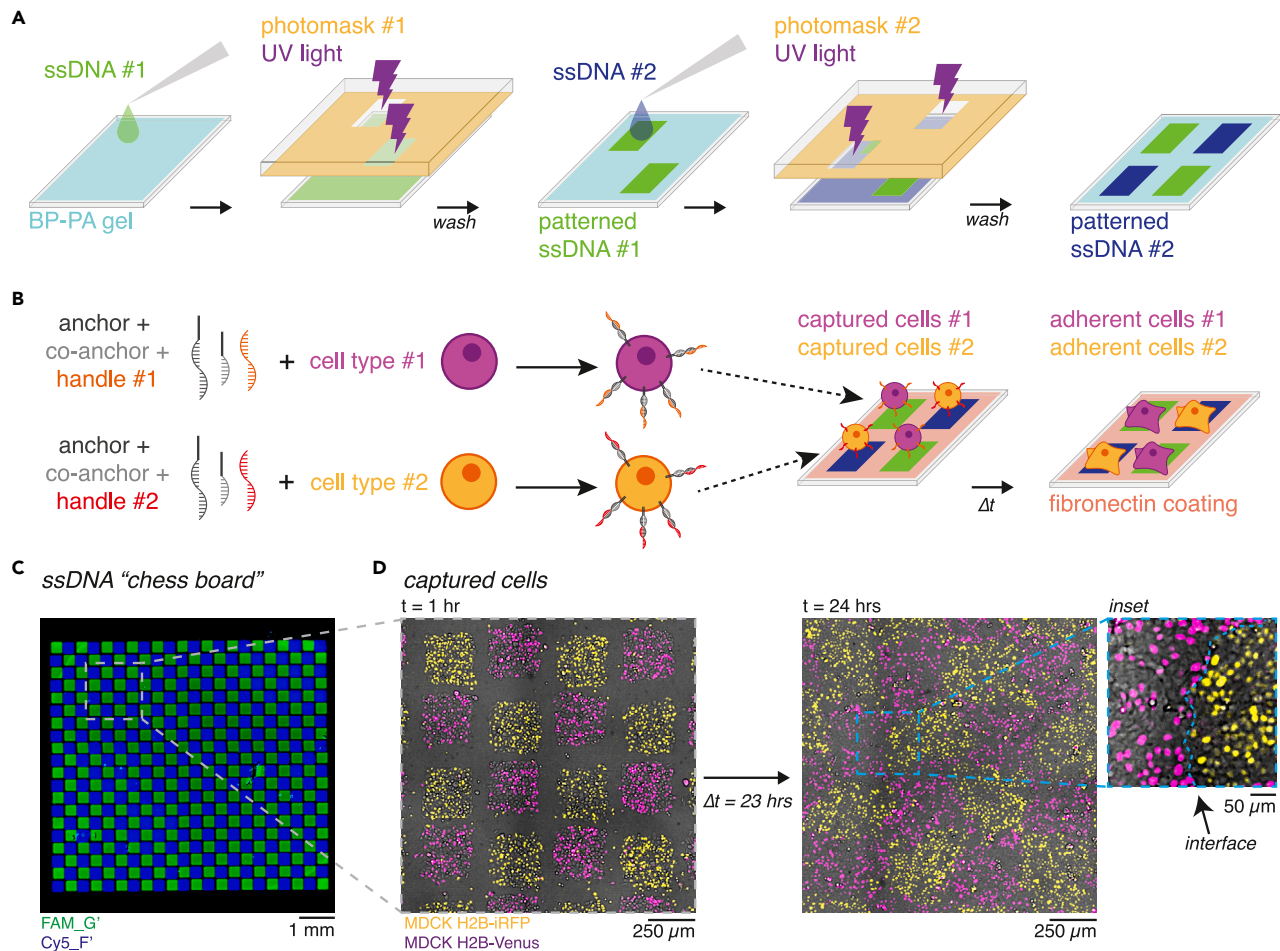 A
ssDNA #1
BP-PA gel
photomask #1
UV light
wash
ssDNA #2
patterned
ssDNA #1
photomask #2
UV light
wash
patterned
ssDNA #2
B
anchor +
co-anchor +
handle #1
+ cell type #1
anchor +
co-anchor +
handle #2
+ cell type #2
captured cells #1
captured cells #2
Δt
adherent cells #1
adherent cells #2
fibronectin coating
C
ssDNA “chess board”
FAM_G’
Cy5_F’
1 mm
D
captured cells
t = 1 hr
MDCK H2B-iRFP
MDCK H2B-Venus
250 µm
Δt = 23 hrs
t = 24 hrs
250 µm
inset
50 µm
interface